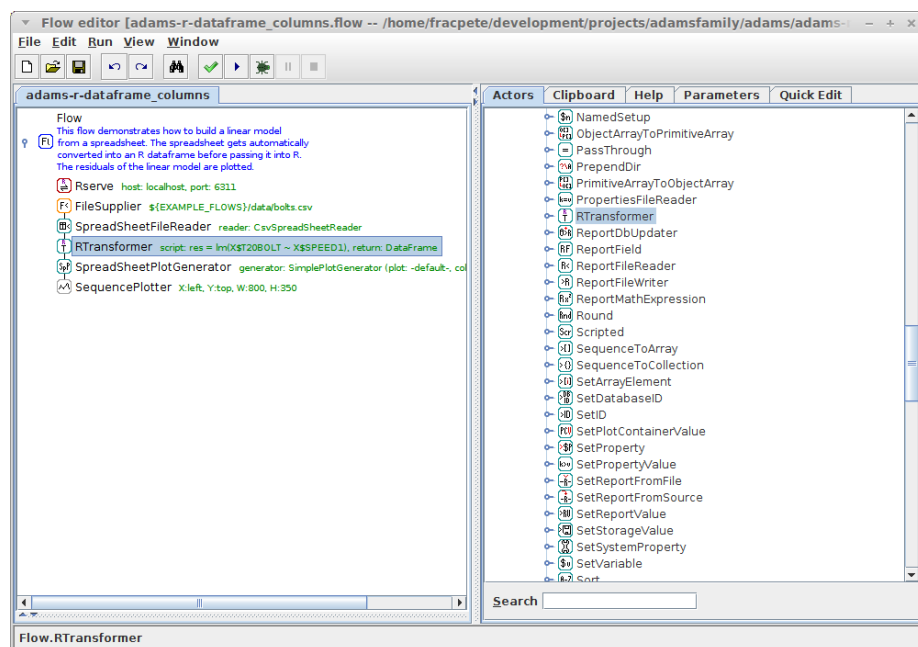 Flow editor [adams-r-dataframe_columns.flow -- /home/fracpete/development/projects/adamsfamily/adams/adams-
File Edit Run View Window
adams-r-dataframe_columns
Flow
This flow demonstrates how to build a linear model
from a spreadsheet. The spreadsheet gets automatically
converted into an R dataframe before passing it into R.
The residuals of the linear model are plotted.
Rserve host: localhost, port: 6311
FileSupplier ${EXAMPLE_FLOWS}/data/bolts.csv
SpreadSheetFileReader reader: CsvSpreadSheetReader
RTransformer script: res = lm(X$T20BOLT ~ X$SPEED1), return: DataFrame
SpreadSheetPlotGenerator generator: SimplePlotGenerator (plot: -default-, col
SequencePlotter X:left, Y:top, W:800, H:350
Actors Clipboard Help Parameters Quick Edit
NamedSetup
ObjectArrayToPrimitiveArray
PassThrough
PrependDir
PrimitiveArrayToObjectArray
PropertiesFileReader
RTransformer
ReportDbUpdater
ReportField
ReportFileReader
ReportFileWriter
ReportMathExpression
Round
Scripted
SequenceToArray
SequenceToCollection
SetArrayElement
SetDatabaseID
SetID
SetPlotContainerValue
SetProperty
SetPropertyValue
SetReportFromFile
SetReportFromSource
SetReportValue
SetStorageValue
SetSystemProperty
SetVariable
Sort
Search
Flow.RTransformer